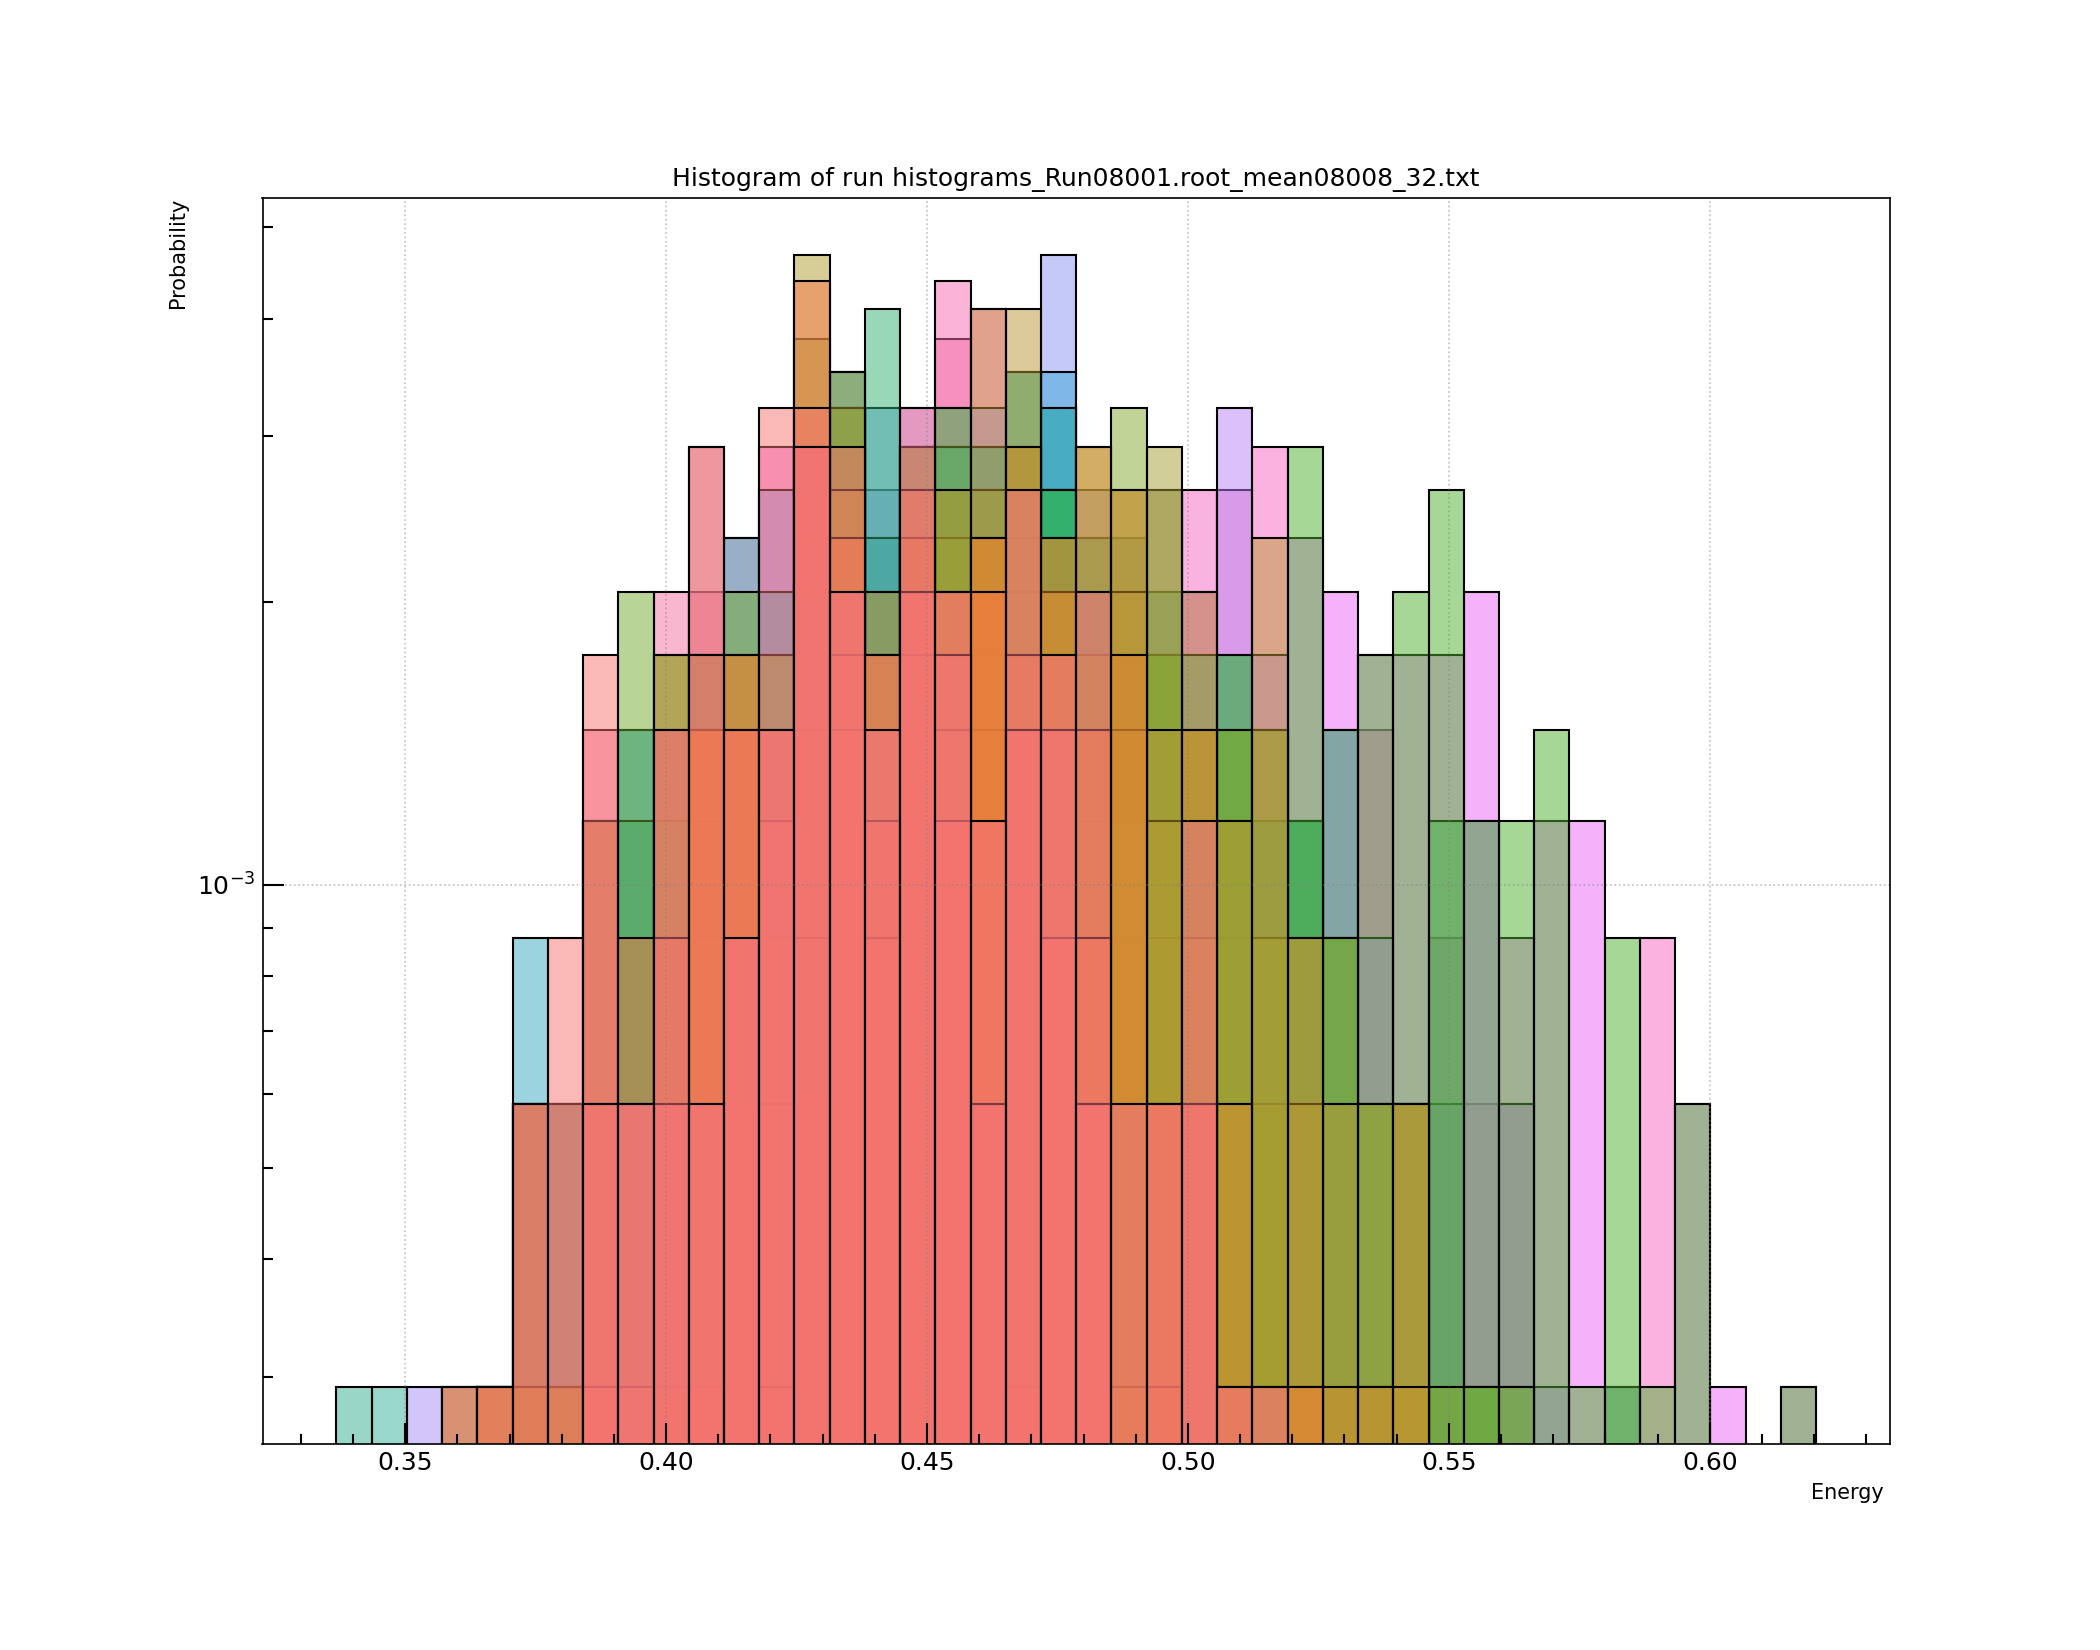 Histogram of run histograms_Run08001.root_mean08008_32.txt
Probability
10⁻³
0.35 0.40 0.45 0.50 0.55 0.60
Energy